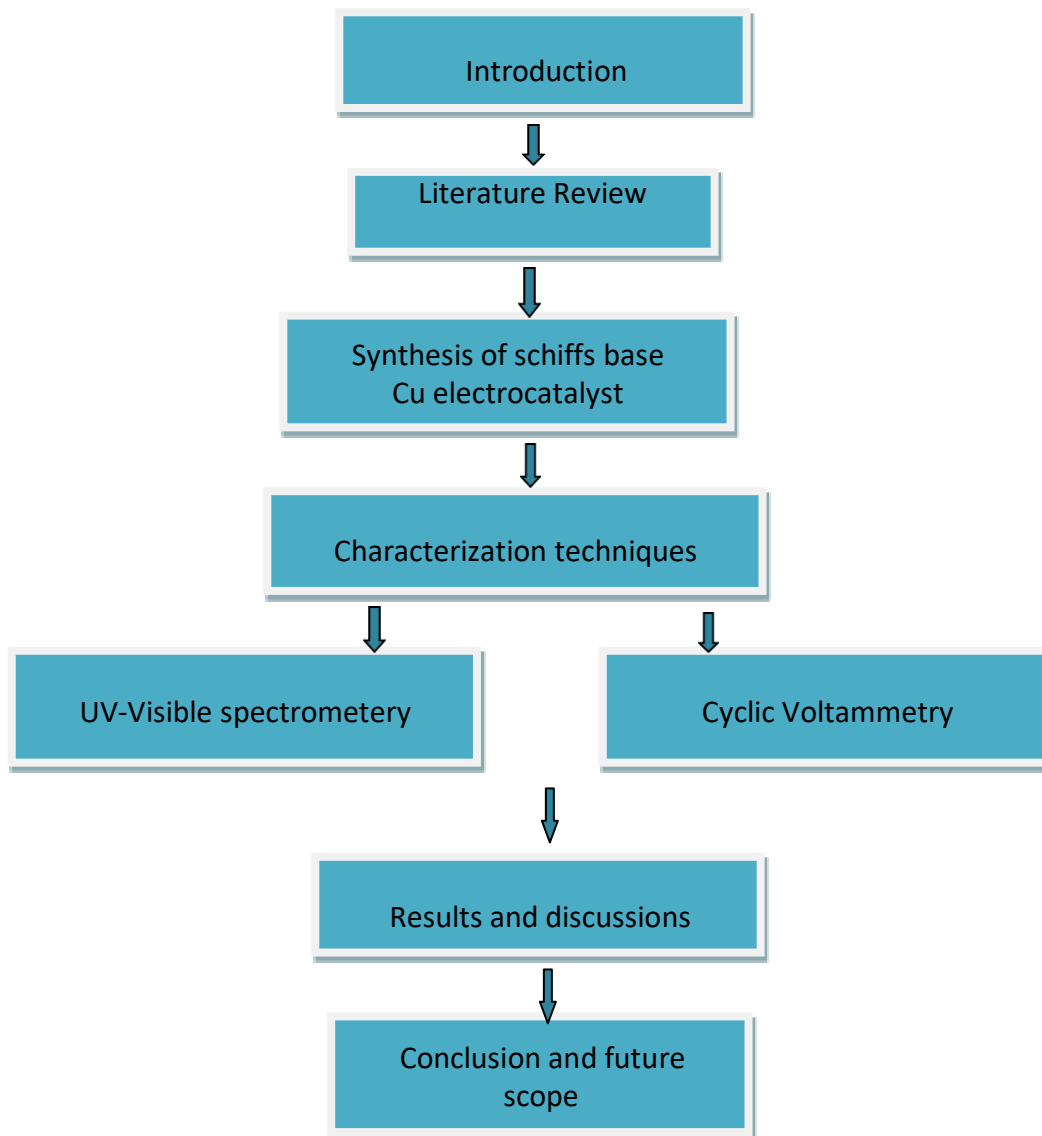 Introduction
Literature Review
Synthesis of schiffs base
Cu electrocatalyst
Characterization techniques
UV-Visible spectrometery
Cyclic Voltammetry
Results and discussions
Conclusion and future
scope